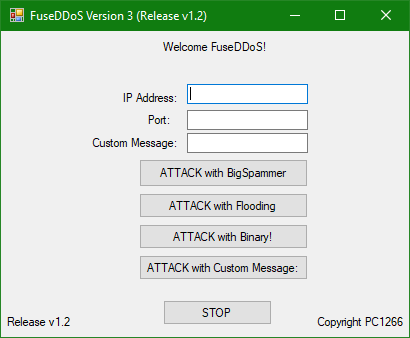 FuseDDoS Version 3 (Release v1.2)
Welcome FuseDDoS!
IP Address:
Port:
Custom Message:
ATTACK with BigSpammer
ATTACK with Flooding
ATTACK with Binary!
ATTACK with Custom Message:
STOP
Release v1.2
Copyright PC1266